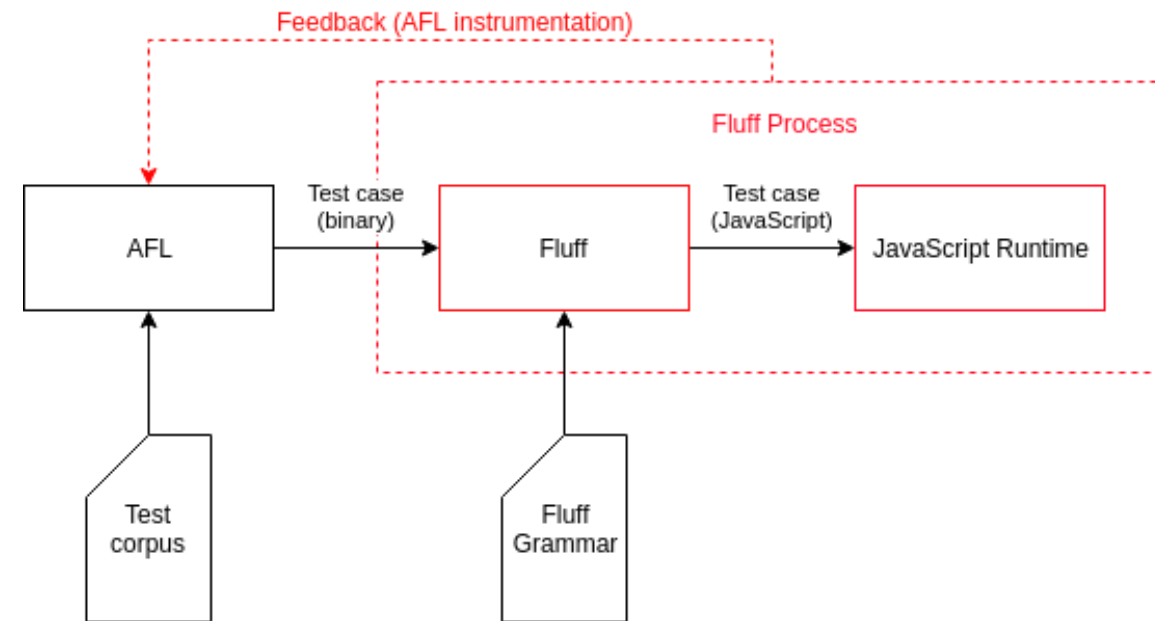 Feedback (AFL instrumentation)
Fluff Process
Test case
(binary)
Test case
(JavaScript)
AFL
Fluff
JavaScript Runtime
Test
corpus
Fluff
Grammar